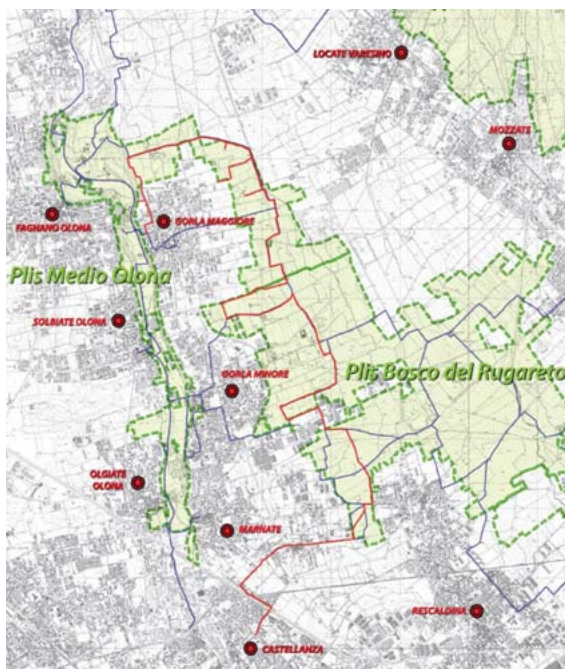 LOCATE VARESINO
MOZZATE
FAGNANO OLONA
GORLA MAGGIORE
Plis Medio Olona
SOLBIATE OLONA
GORLA MINORE
Plis Bosco del Rugareto
OLGIATE
OLONA
MARNATE
RESCALDINA
CASTELLANZA